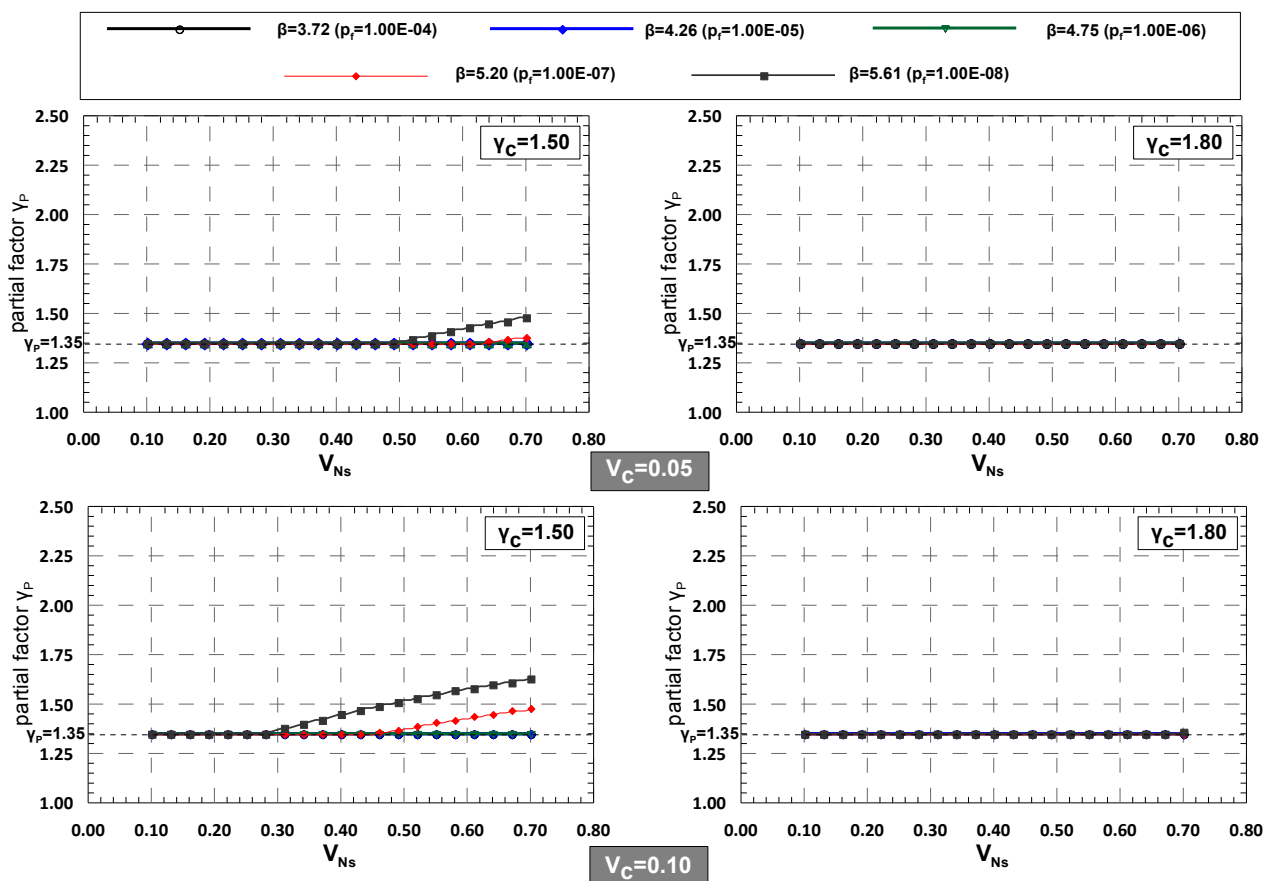 β=3.72 (pf=1.00E-04)
β=4.26 (pf=1.00E-05)
β=4.75 (pf=1.00E-06)
β=5.20 (pf=1.00E-07)
β=5.61 (pf=1.00E-08)
partial factor γP
2.50
2.25
2.00
1.75
1.50
γP=1.35
1.25
1.00
γC=1.50
0.00 0.10 0.20 0.30 0.40 0.50 0.60 0.70 0.80
VNs
partial factor γP
2.50
2.25
2.00
1.75
1.50
γP=1.35
1.25
1.00
γC=1.80
0.00 0.10 0.20 0.30 0.40 0.50 0.60 0.70 0.80
VNs
VC=0.05
partial factor γP
2.50
2.25
2.00
1.75
1.50
γP=1.35
1.25
1.00
γC=1.50
0.00 0.10 0.20 0.30 0.40 0.50 0.60 0.70 0.80
VNs
partial factor γP
2.50
2.25
2.00
1.75
1.50
γP=1.35
1.25
1.00
γC=1.80
0.00 0.10 0.20 0.30 0.40 0.50 0.60 0.70 0.80
VNs
VC=0.10